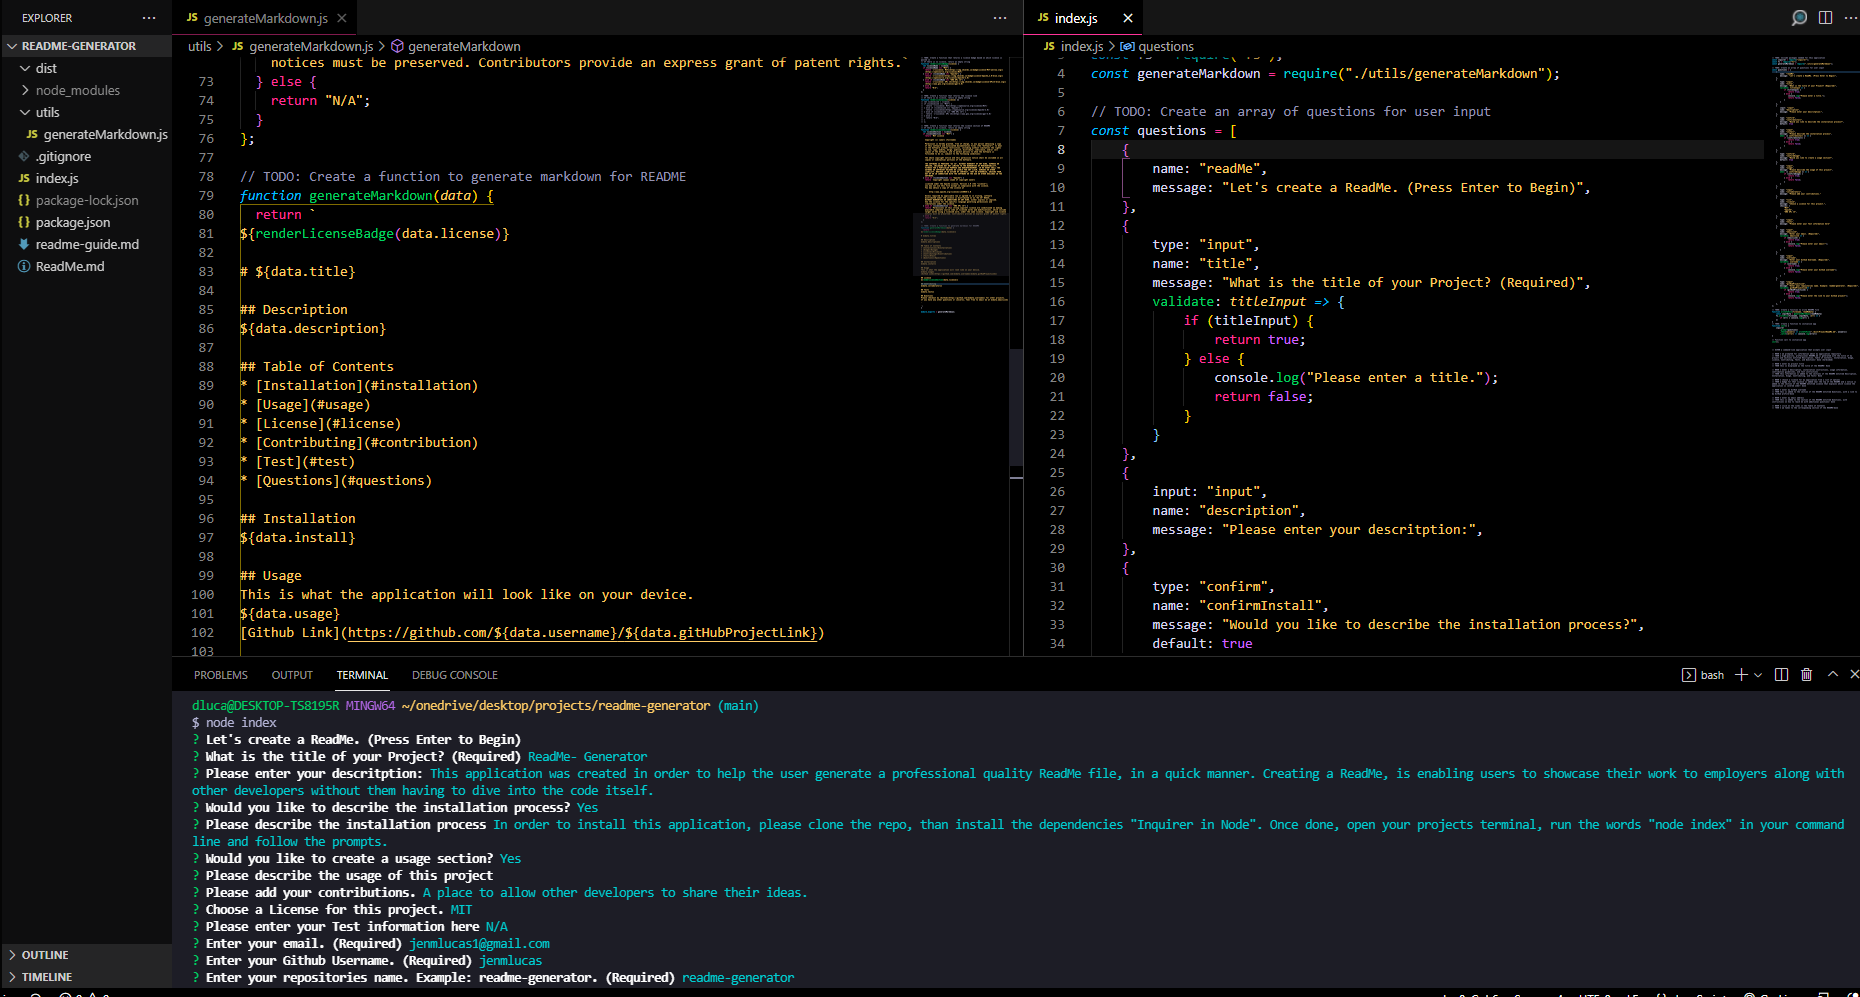 EXPLORER
README-GENERATOR
dist
node_modules
utils
JS generateMarkdown.js
.gitignore
JS index.js
{} package-lock.json
{} package.json
readme-guide.md
ReadMe.md
OUTLINE
TIMELINE
JS generateMarkdown.js
utils > JS generateMarkdown.js > generateMarkdown
notices must be preserved. Contributors provide an express grant of patent rights.`
73 } else {
74 return "N/A";
75 }
76 };
77
78 // TODO: Create a function to generate markdown for README
79 function generateMarkdown(data) {
80 return `
81 ${renderLicenseBadge(data.license)}
82
83 # ${data.title}
84
85 ## Description
86 ${data.description}
87
88 ## Table of Contents
89 * [Installation](#installation)
90 * [Usage](#usage)
91 * [License](#license)
92 * [Contributing](#contribution)
93 * [Test](#test)
94 * [Questions](#questions)
95
96 ## Installation
97 ${data.install}
98
99 ## Usage
100 This is what the application will look like on your device.
101 ${data.usage}
102 [Github Link](https://github.com/${data.username}/${data.gitHubProjectLink})
103
JS index.js
JS index.js > questions
4 const generateMarkdown = require("./utils/generateMarkdown");
5
6 // TODO: Create an array of questions for user input
7 const questions = [
8 {
9 name: "readMe",
10 message: "Let's create a ReadMe. (Press Enter to Begin)",
11 },
12 {
13 type: "input",
14 name: "title",
15 message: "What is the title of your Project? (Required)",
16 validate: titleInput => {
17 if (titleInput) {
18 return true;
19 } else {
20 console.log("Please enter a title.");
21 return false;
22 }
23 }
24 },
25 {
26 input: "input",
27 name: "description",
28 message: "Please enter your descritption:",
29 },
30 {
31 type: "confirm",
32 name: "confirmInstall",
33 message: "Would you like to describe the installation process?",
34 default: true
PROBLEMS OUTPUT TERMINAL DEBUG CONSOLE
bash
dluca@DESKTOP-TS8195R MINGW64 ~/onedrive/desktop/projects/readme-generator (main)
$ node index
? Let's create a ReadMe. (Press Enter to Begin)
? What is the title of your Project? (Required) ReadMe- Generator
? Please enter your descritption: This application was created in order to help the user generate a professional quality ReadMe file, in a quick manner. Creating a ReadMe, is enabling users to showcase their work to employers along with
other developers without them having to dive into the code itself.
? Would you like to describe the installation process? Yes
? Please describe the installation process In order to install this application, please clone the repo, than install the dependencies "Inquirer in Node". Once done, open your projects terminal, run the words "node index" in your command
line and follow the prompts.
? Would you like to create a usage section? Yes
? Please describe the usage of this project
? Please add your contributions. A place to allow other developers to share their ideas.
? Choose a License for this project. MIT
? Please enter your Test information here N/A
? Enter your email. (Required) jenmlucas1@gmail.com
? Enter your Github Username. (Required) jenmlucas
? Enter your repositories name. Example: readme-generator. (Required) readme-generator